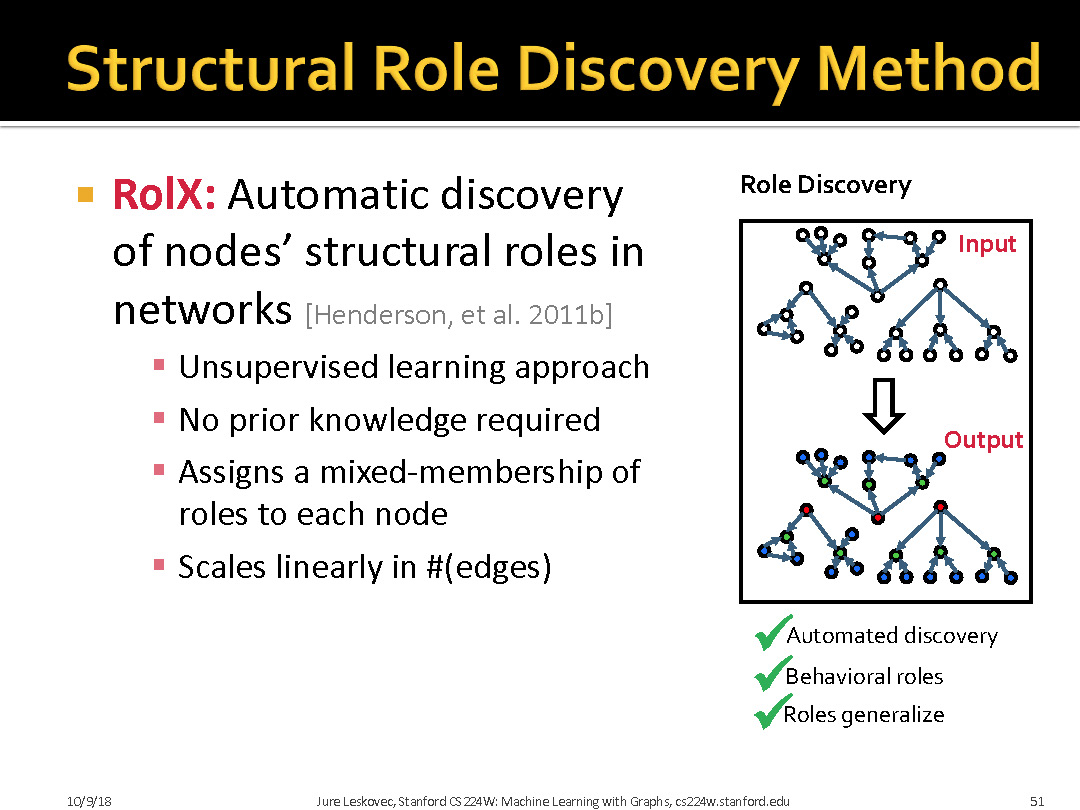 Structural Role Discovery Method
RolX: Automatic discovery
of nodes’ structural roles in
networks [Henderson, et al. 2011b]
Unsupervised learning approach
No prior knowledge required
Assigns a mixed-membership of
roles to each node
Scales linearly in #(edges)
Role Discovery
Input
Output
Automated discovery
Behavioral roles
Roles generalize
10/9/18
Jure Leskovec, Stanford CS224W: Machine Learning with Graphs, cs224w.stanford.edu
51